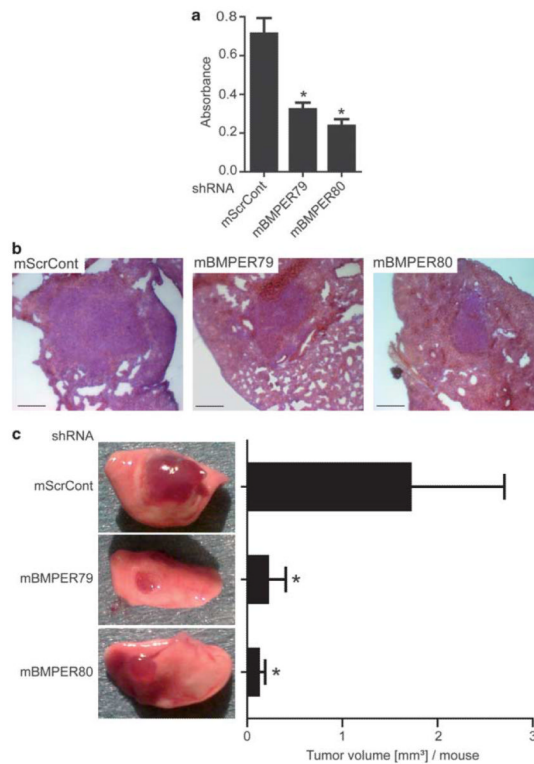 a
Absorbance
0.8
0.6
0.4
0.2
0.0
*
*
shRNA
mScrCont
mBMPER79
mBMPER80
b
mScrCont
mBMPER79
mBMPER80
c
shRNA
mScrCont
mBMPER79
*
mBMPER80
*
0 1 2 3
Tumor volume [mm³] / mouse